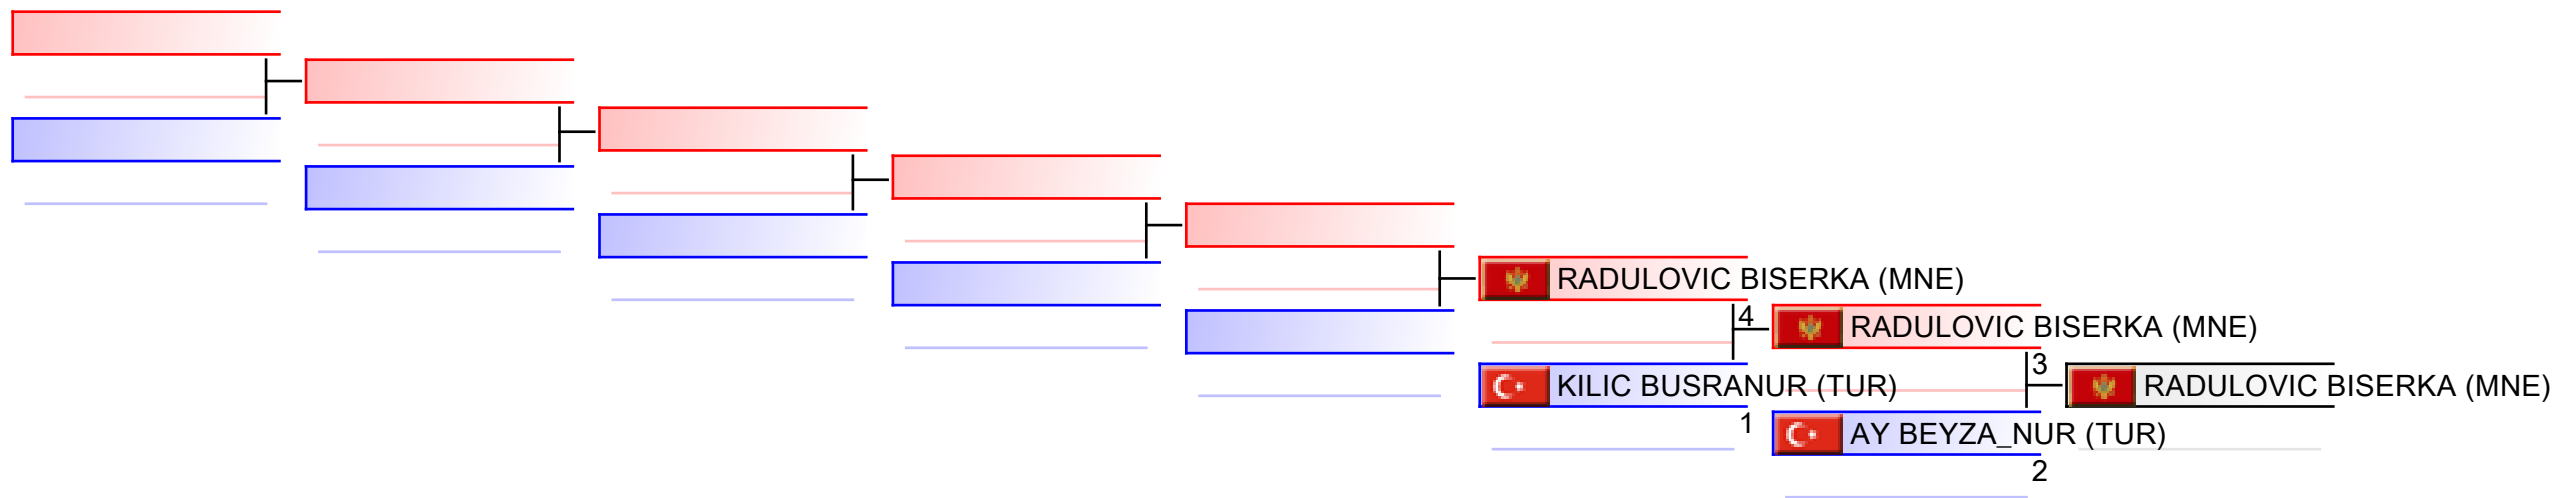 RADULOVIC BISERKA (MNE)
4
RADULOVIC BISERKA (MNE)
KILIC BUSRANUR (TUR)
3
RADULOVIC BISERKA (MNE)
1
AY BEYZA_NUR (TUR)
2